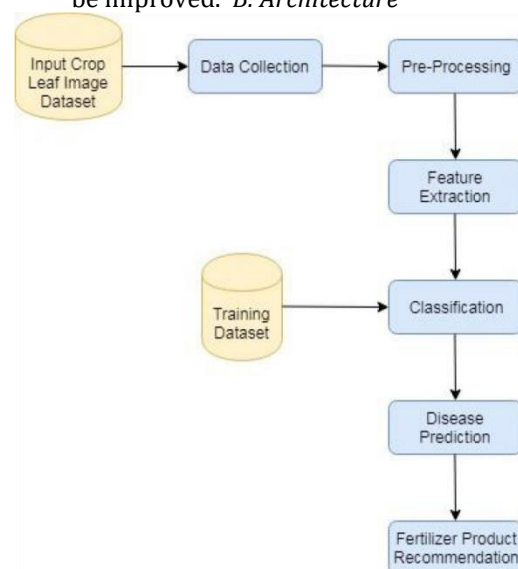 be improved. B. Architecture
Input Crop
Leaf Image
Dataset
Data Collection
Pre-Processing
Feature
Extraction
Training
Dataset
Classification
Disease
Prediction
Fertilizer Product
Recommendation